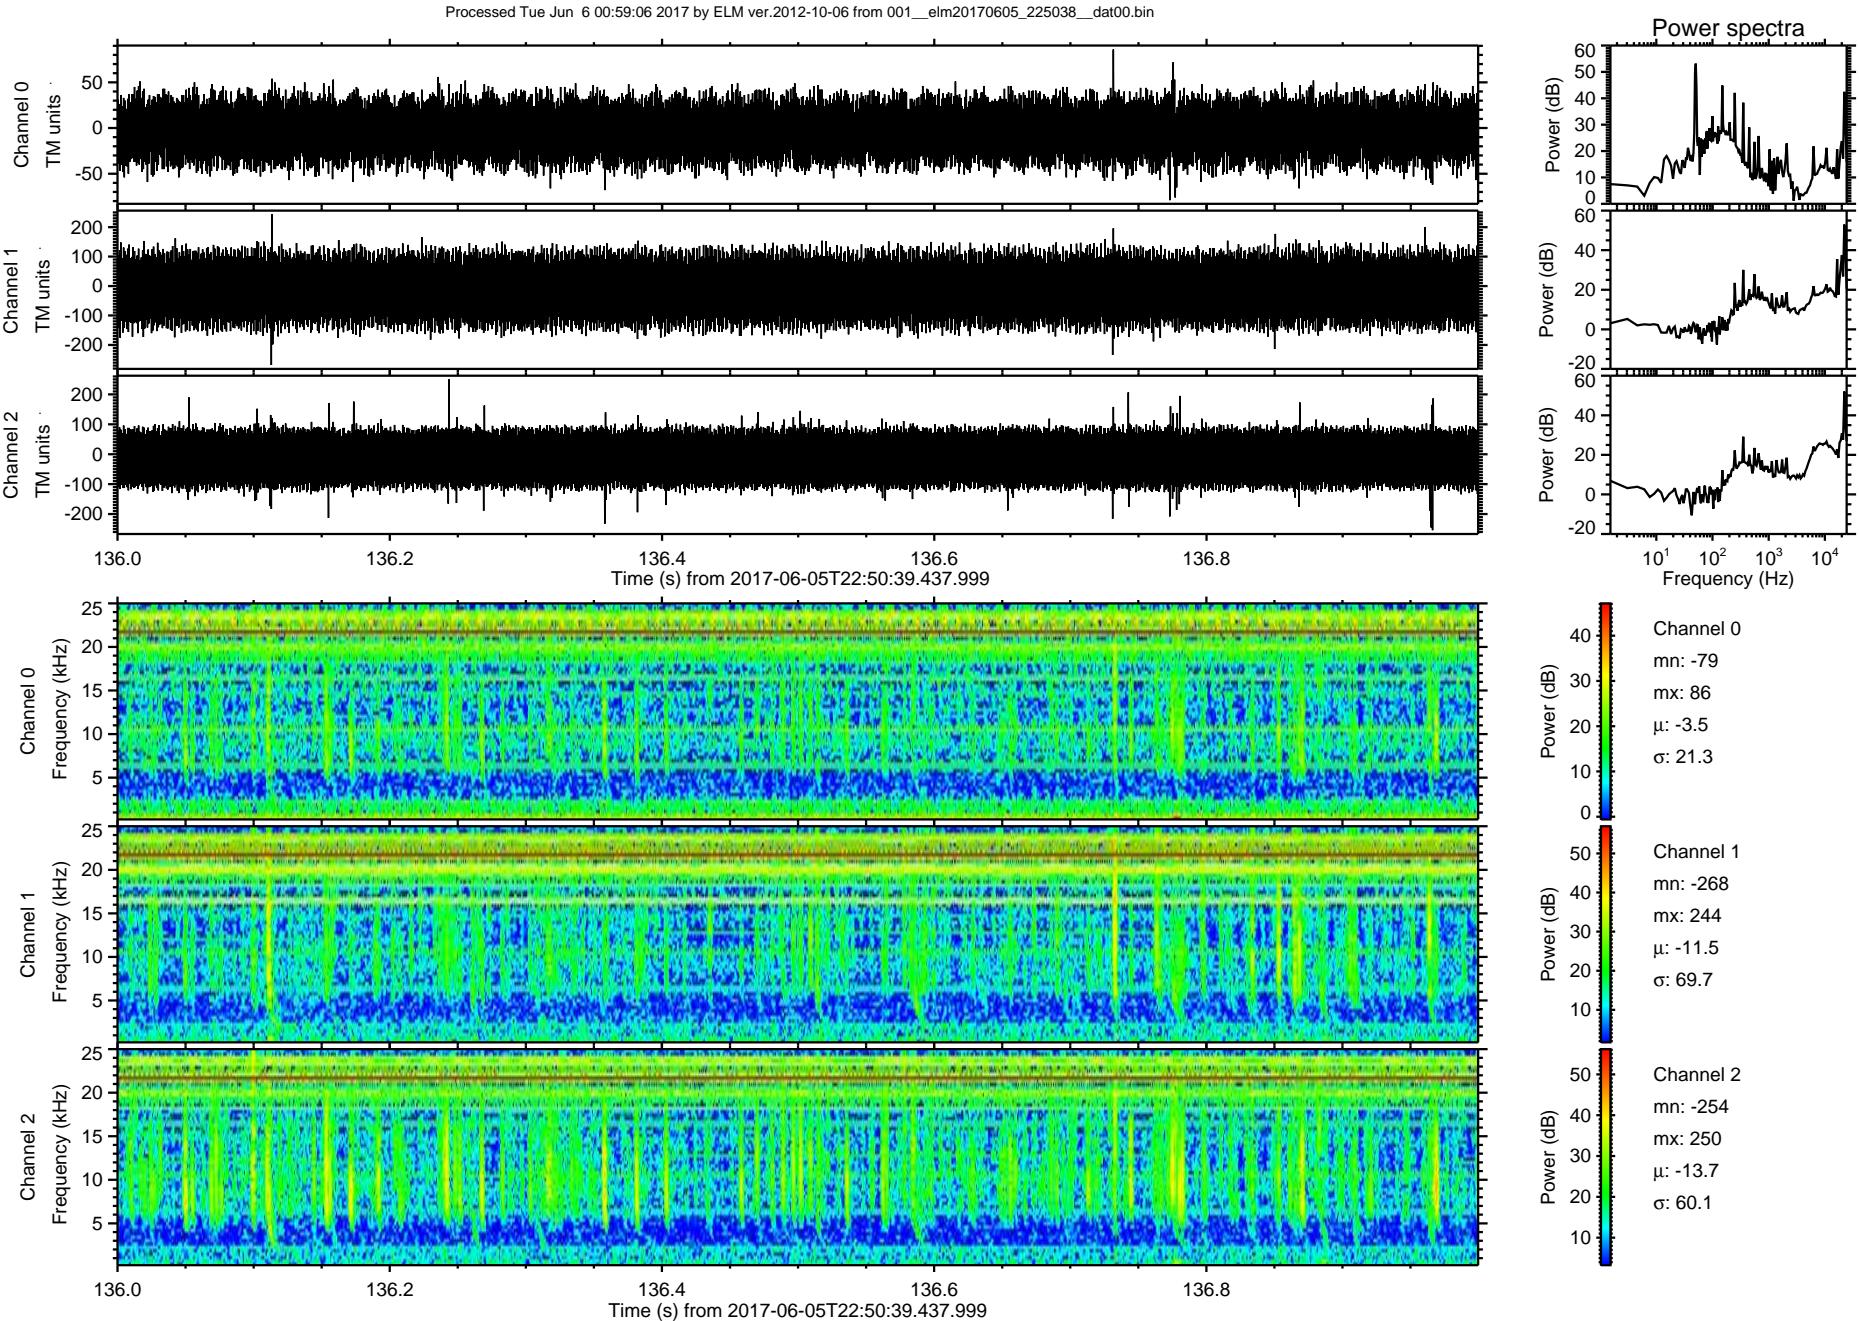 Processed Tue Jun  6 00:59:06 2017 by ELM ver.2012-10-06 from 001__elm20170605_225038__dat00.bin
Power spectra
Channel 0
TM units
50
0
-50
Channel 1
TM units
200
100
0
-100
-200
Channel 2
TM units
200
100
0
-100
-200
136.0 136.2 136.4 136.6 136.8
Time (s) from 2017-06-05T22:50:39.437.999
Power (dB)
60
50
40
30
20
10
0
Power (dB)
60
40
20
0
-20
Power (dB)
60
40
20
0
-20
10^1 10^2 10^3 10^4
Frequency (Hz)
Channel 0
Frequency (kHz)
25
20
15
10
5
Channel 1
Frequency (kHz)
25
20
15
10
5
Channel 2
Frequency (kHz)
25
20
15
10
5
136.0 136.2 136.4 136.6 136.8
Time (s) from 2017-06-05T22:50:39.437.999
Power (dB)
40
30
20
10
0
Channel 0
mn: -79
mx: 86
μ: -3.5
σ: 21.3
Power (dB)
50
40
30
20
10
Channel 1
mn: -268
mx: 244
μ: -11.5
σ: 69.7
Power (dB)
50
40
30
20
10
Channel 2
mn: -254
mx: 250
μ: -13.7
σ: 60.1